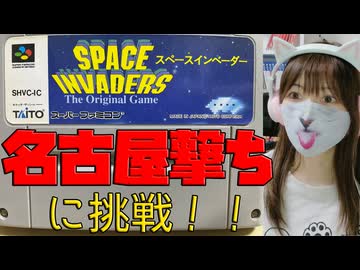 SPACE
INVADERS
スペースインベーダー
The Original Game
SHVC-IC
TAITO スーパーファミコン
名古屋撃ち
に挑戦！！